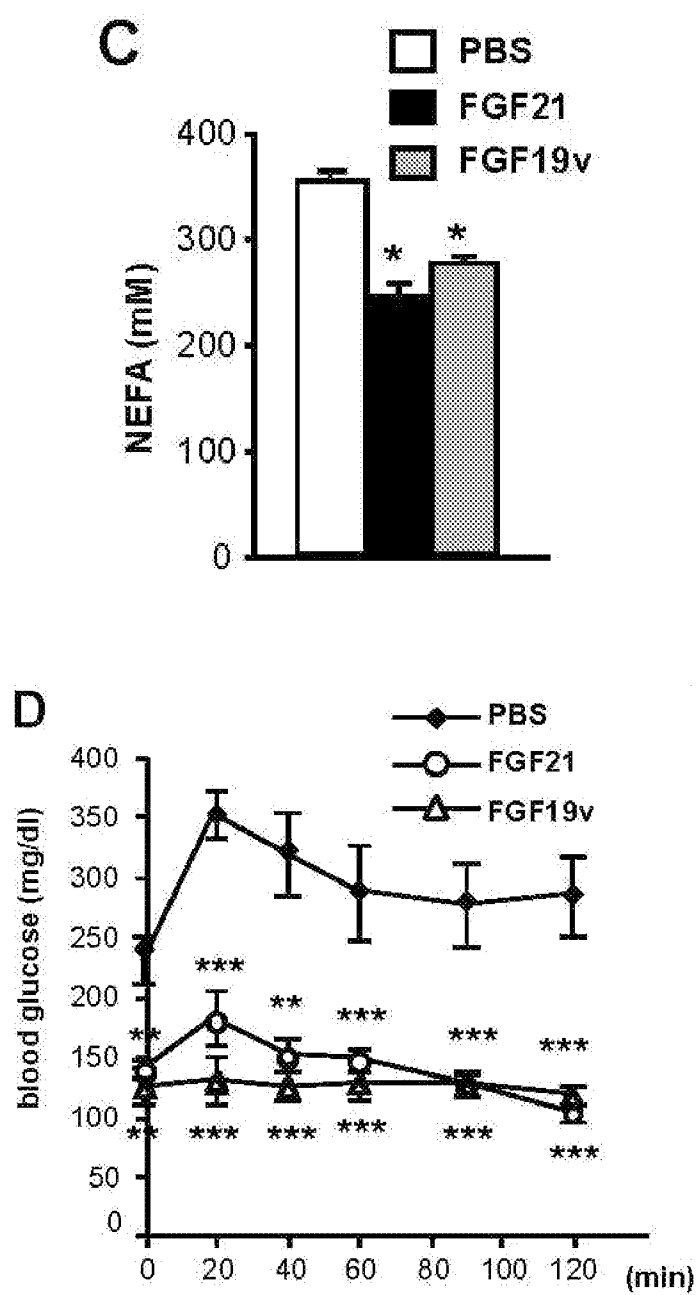 C
PBS
FGF21
FGF19v
400
300
200
100
0
NEFA (mM)
*
*
D
PBS
FGF21
FGF19v
400
350
300
250
200
150
100
50
0
blood glucose (mg/dl)
***
**
***
**
***
***
**
***
***
***
***
***
0 20 40 60 80 100 120 (min)